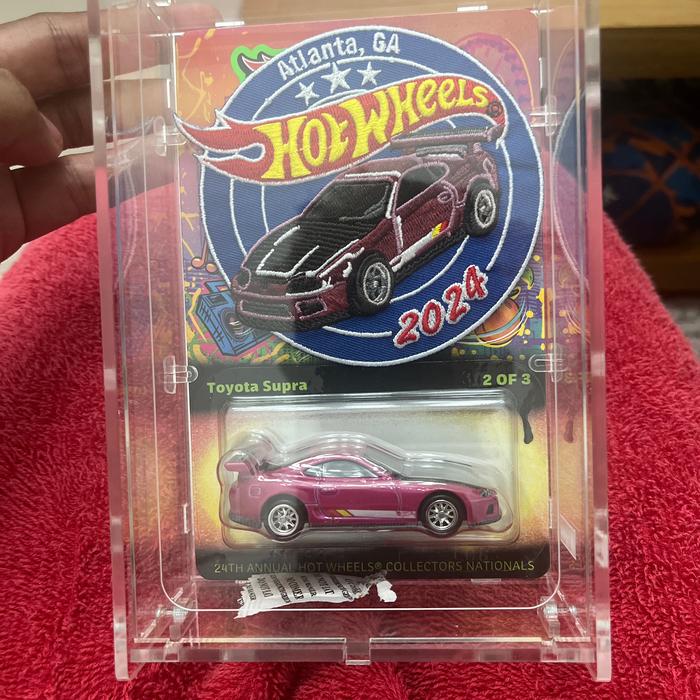 Atlanta, GA
HOT WHEELS®
2024
Toyota Supra
2 OF 3
24TH ANNUAL HOT WHEELS® COLLECTORS NATIONALS